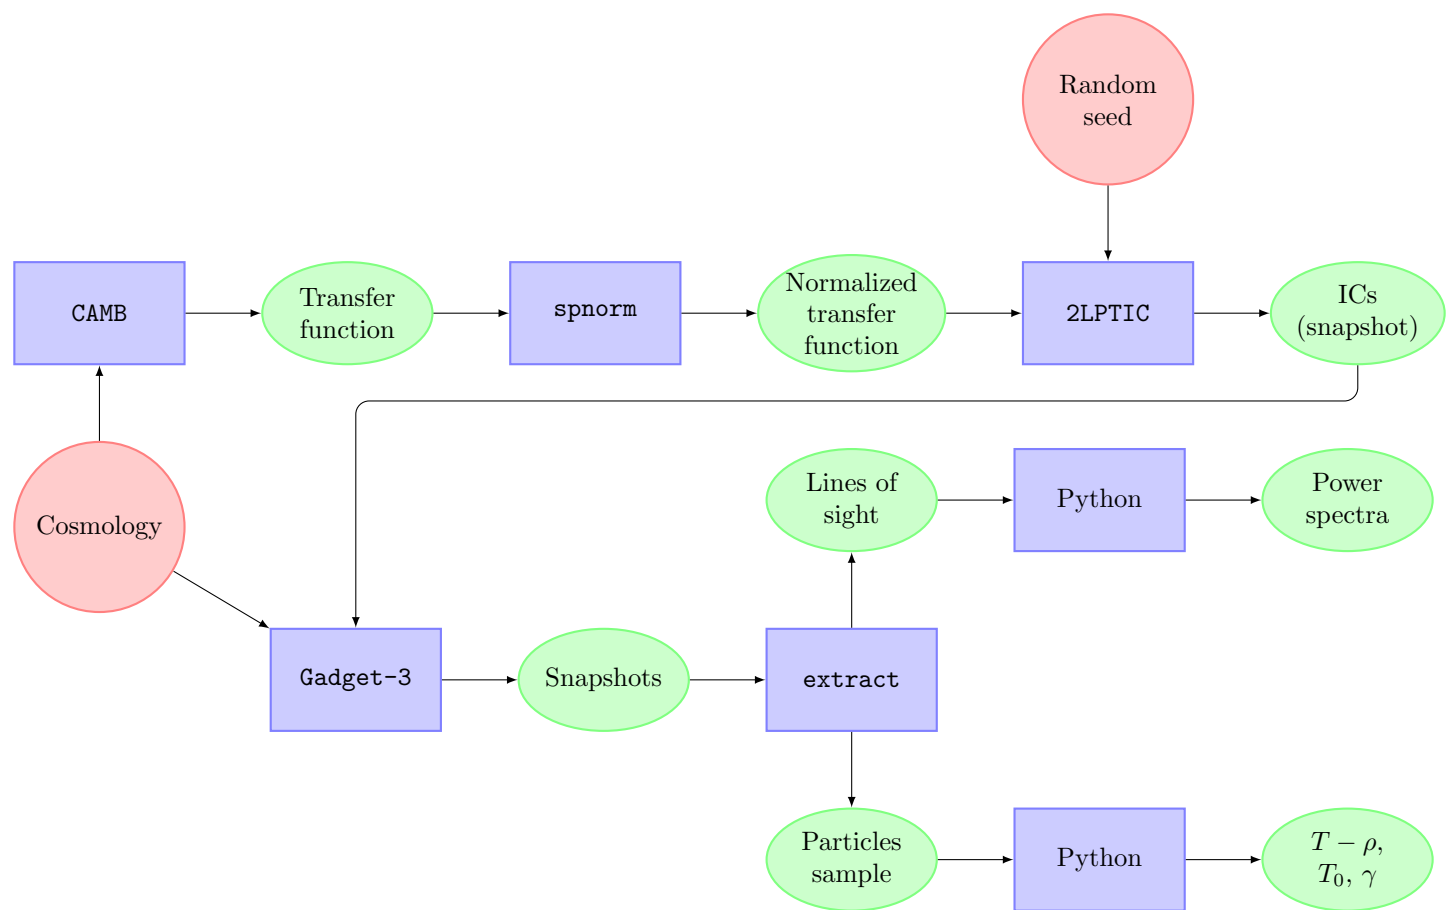 Random
seed
CAMB
Transfer
function
spnorm
Normalized
transfer
function
2LPTIC
ICs
(snapshot)
Cosmology
Lines of
sight
Python
Power
spectra
Gadget-3
Snapshots
extract
Particles
sample
Python
T − ρ,
T₀, γ